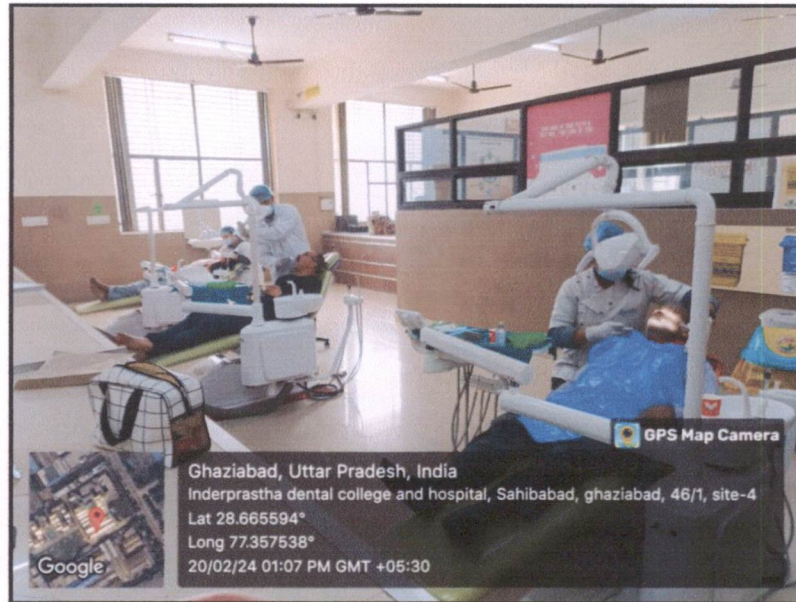 GPS Map Camera
Ghaziabad, Uttar Pradesh, India
Inderprastha dental college and hospital, Sahibabad, ghaziabad, 46/1, site-4
Lat 28.665594°
Long 77.357538°
20/02/24 01:07 PM GMT +05:30
Google